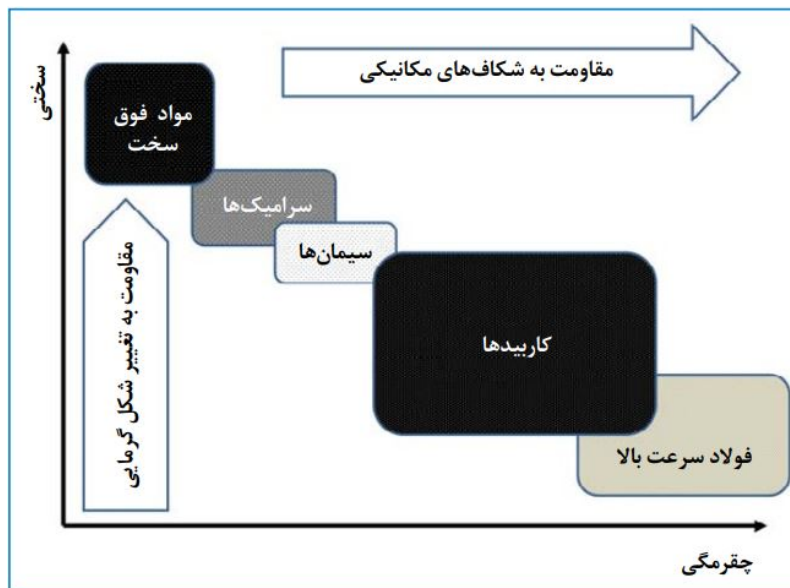 مقاومت به شکاف‌های مکانیکی
سختی
مواد فوق
سخت
سرامیک‌ها
سیمان‌ها
مقاومت به تغییر شکل گرمایی
کاربیدها
فولاد سرعت بالا
چقرمگی